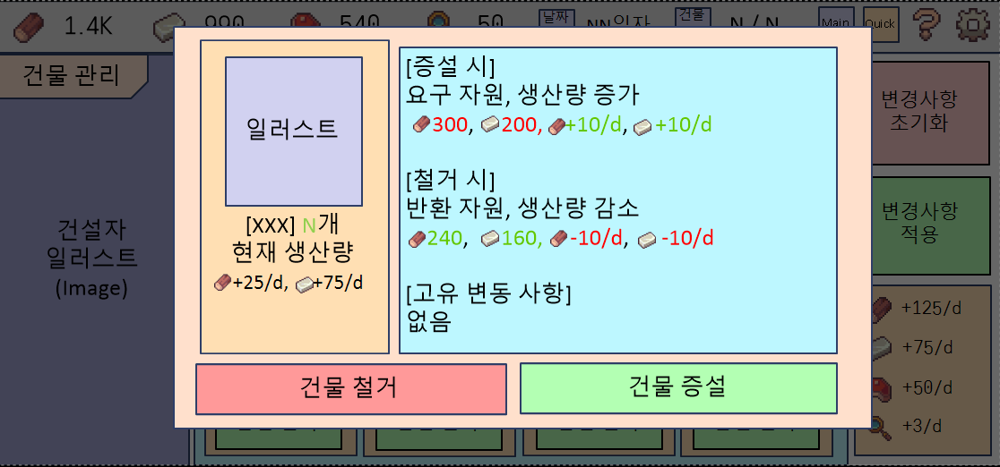 1.4K 990 540 50 날짜 NN일차 건물 N / N Main Quick
건물 관리
건설자
일러스트
(Image)
일러스트
[XXX] N개
현재 생산량
+25/d, +75/d
[증설 시]
요구 자원, 생산량 증가
300, 200, +10/d, +10/d
[철거 시]
반환 자원, 생산량 감소
240, 160, -10/d, -10/d
[고유 변동 사항]
없음
건물 철거
건물 증설
변경사항
초기화
변경사항
적용
+125/d
+75/d
+50/d
+3/d